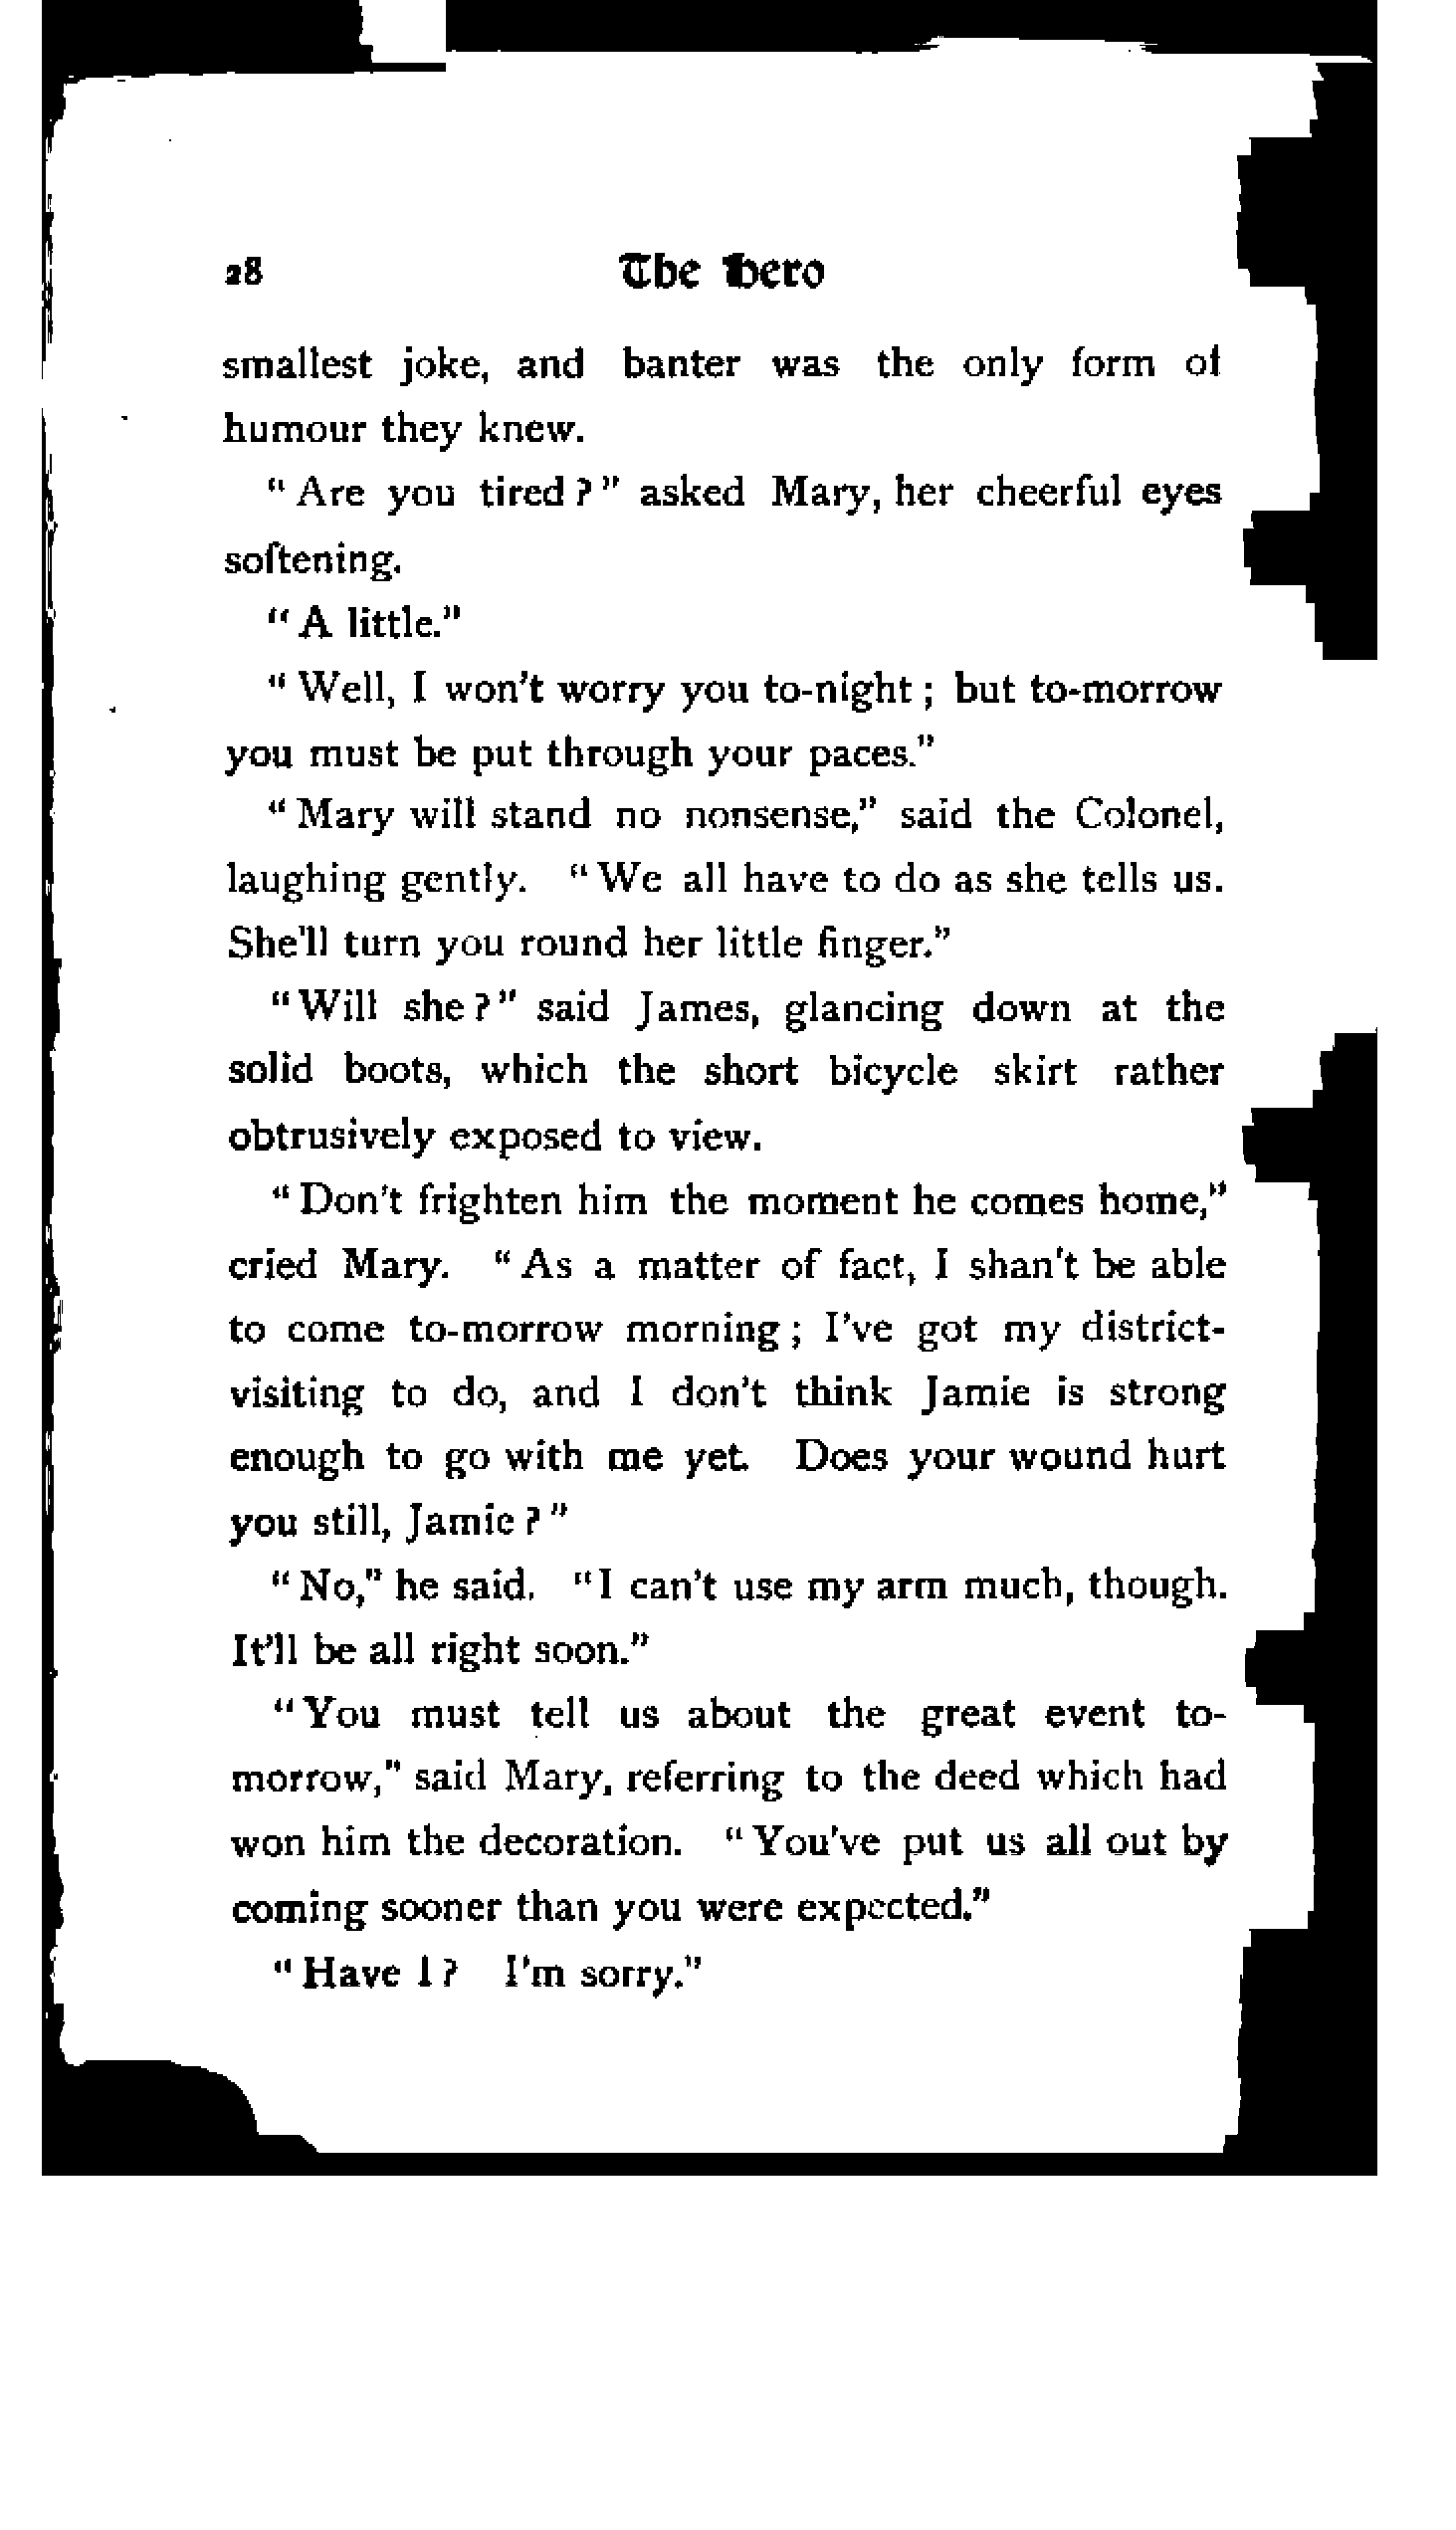 28 The Hero
smallest joke, and banter was the only form of
humour they knew.
“Are you tired?” asked Mary, her cheerful eyes
softening.
“A little.”
“Well, I won't worry you to-night; but to-morrow
you must be put through your paces.”
“Mary will stand no nonsense,” said the Colonel,
laughing gently. “We all have to do as she tells us.
She'll turn you round her little finger.”
“Will she?” said James, glancing down at the
solid boots, which the short bicycle skirt rather
obtrusively exposed to view.
“Don't frighten him the moment he comes home,”
cried Mary. “As a matter of fact, I shan't be able
to come to-morrow morning; I've got my district-
visiting to do, and I don't think Jamie is strong
enough to go with me yet. Does your wound hurt
you still, Jamie?”
“No,” he said. “I can't use my arm much, though.
It'll be all right soon.”
“You must tell us about the great event to-
morrow,” said Mary, referring to the deed which had
won him the decoration. “You've put us all out by
coming sooner than you were expected.”
“Have I? I'm sorry.”